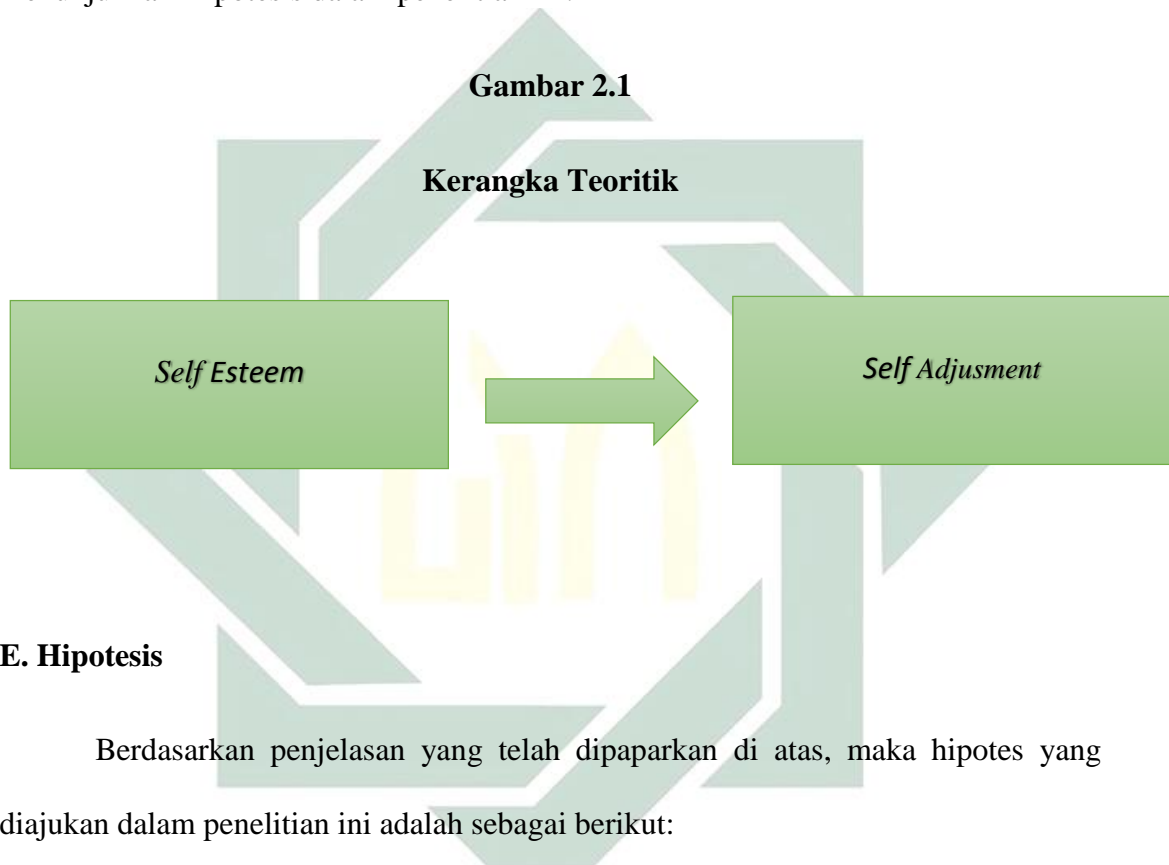 Gambar 2.1
Kerangka Teoritik
Self Esteem
Self Adjusment
E. Hipotesis
Berdasarkan penjelasan yang telah dipaparkan di atas, maka hipotes yang
diajukan dalam penelitian ini adalah sebagai berikut: